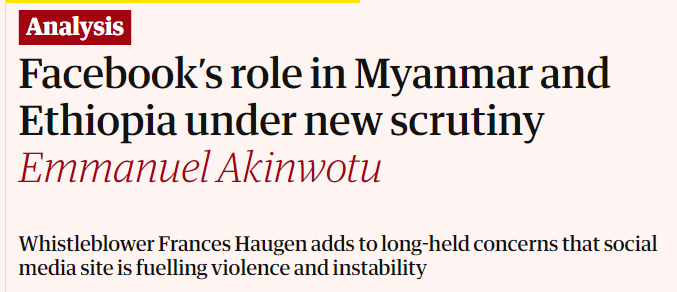 Analysis
Facebook’s role in Myanmar and
Ethiopia under new scrutiny
Emmanuel Akinwotu
Whistleblower Frances Haugen adds to long-held concerns that social
media site is fuelling violence and instability